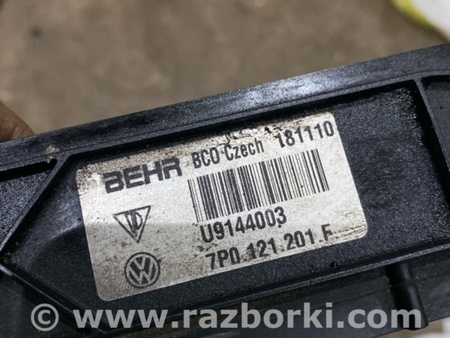 BEHR BCO Czech 181110
U9144003
7P0.121.201.F
www.razborki.com